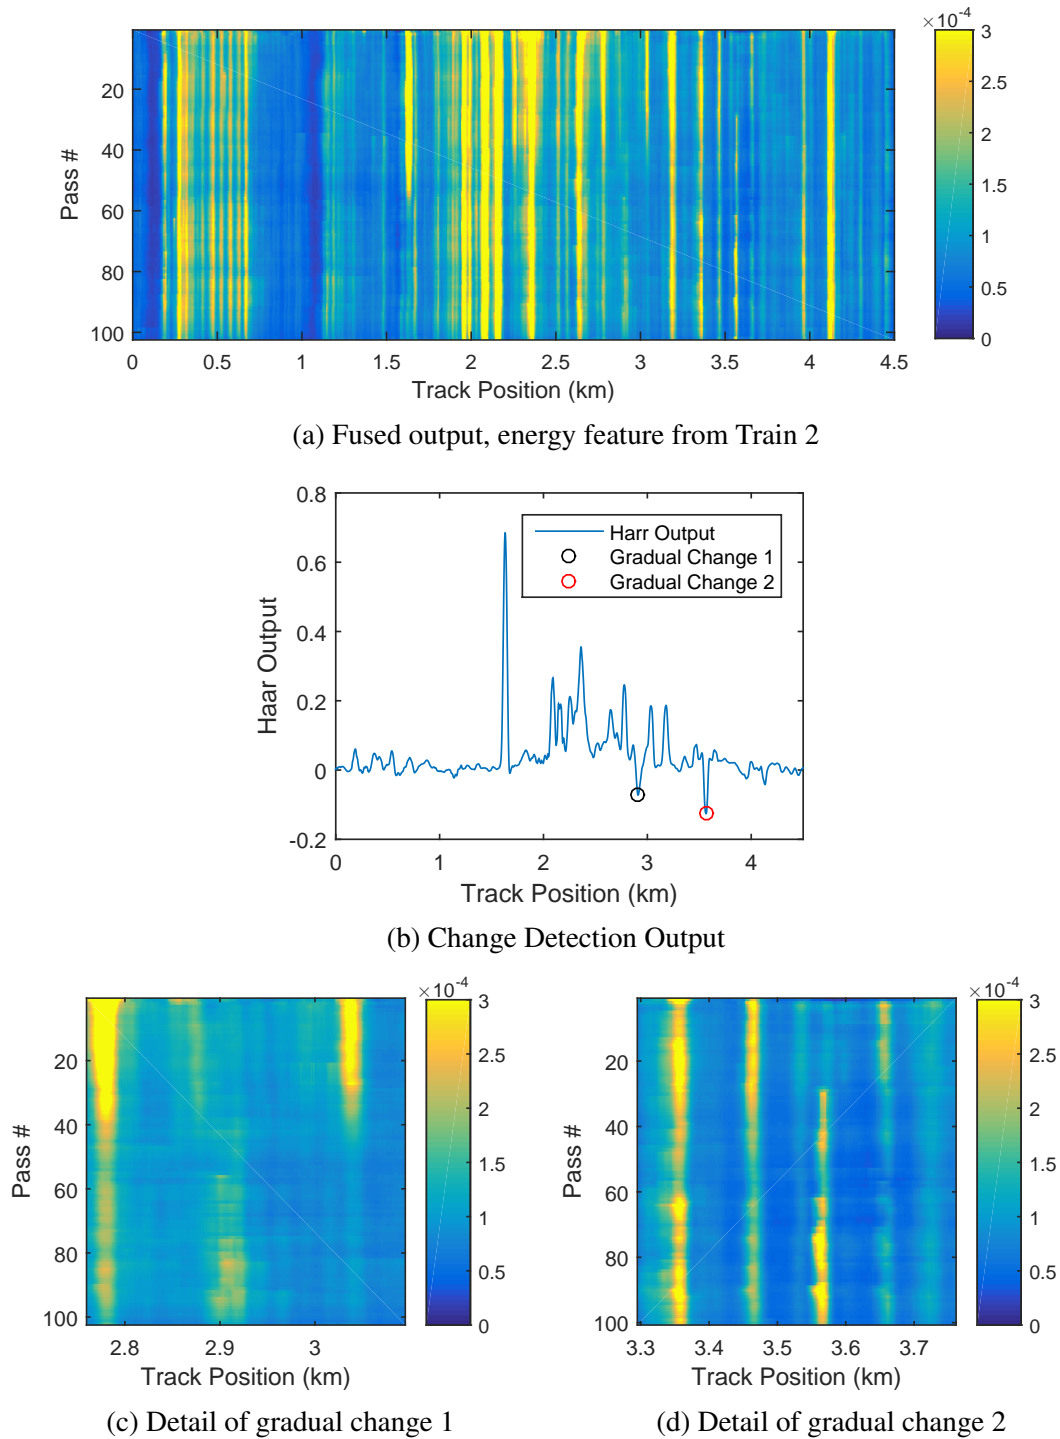 ×10-4
3
2.5
2
1.5
1
0.5
0
20
40
60
80
100
Pass #
0 0.5 1 1.5 2 2.5 3 3.5 4 4.5
Track Position (km)
(a) Fused output, energy feature from Train 2
0.8
0.6
0.4
0.2
0
-0.2
Haar Output
Harr Output
Gradual Change 1
Gradual Change 2
0 1 2 3 4
Track Position (km)
(b) Change Detection Output
×10-4
3
2.5
2
1.5
1
0.5
0
20
40
60
80
100
Pass #
2.8 2.9 3
Track Position (km)
(c) Detail of gradual change 1
×10-4
3
2.5
2
1.5
1
0.5
0
20
40
60
80
100
Pass #
3.3 3.4 3.5 3.6 3.7
Track Position (km)
(d) Detail of gradual change 2